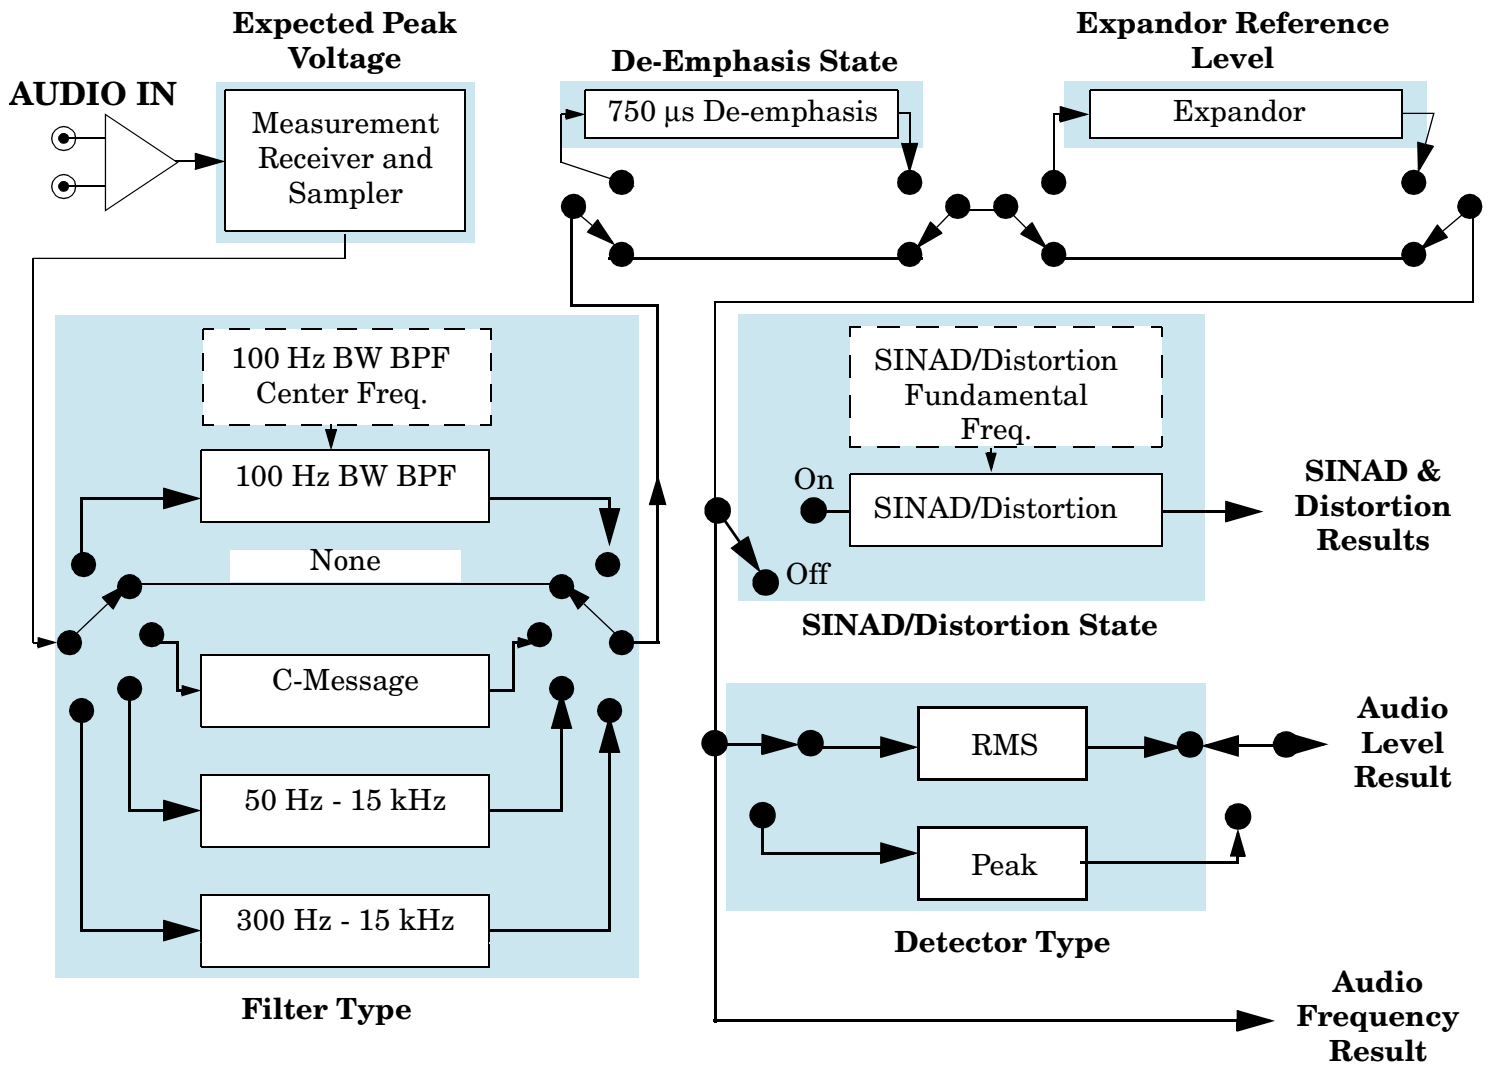 Expected Peak
Voltage
AUDIO IN
Measurement
Receiver and
Sampler
De-Emphasis State
750 µs De-emphasis
Expandor Reference
Level
Expandor
100 Hz BW BPF
Center Freq.
100 Hz BW BPF
None
C-Message
50 Hz - 15 kHz
300 Hz - 15 kHz
Filter Type
SINAD/Distortion
Fundamental
Freq.
On
SINAD/Distortion
Off
SINAD/Distortion State
SINAD &
Distortion
Results
RMS
Peak
Detector Type
Audio
Level
Result
Audio
Frequency
Result